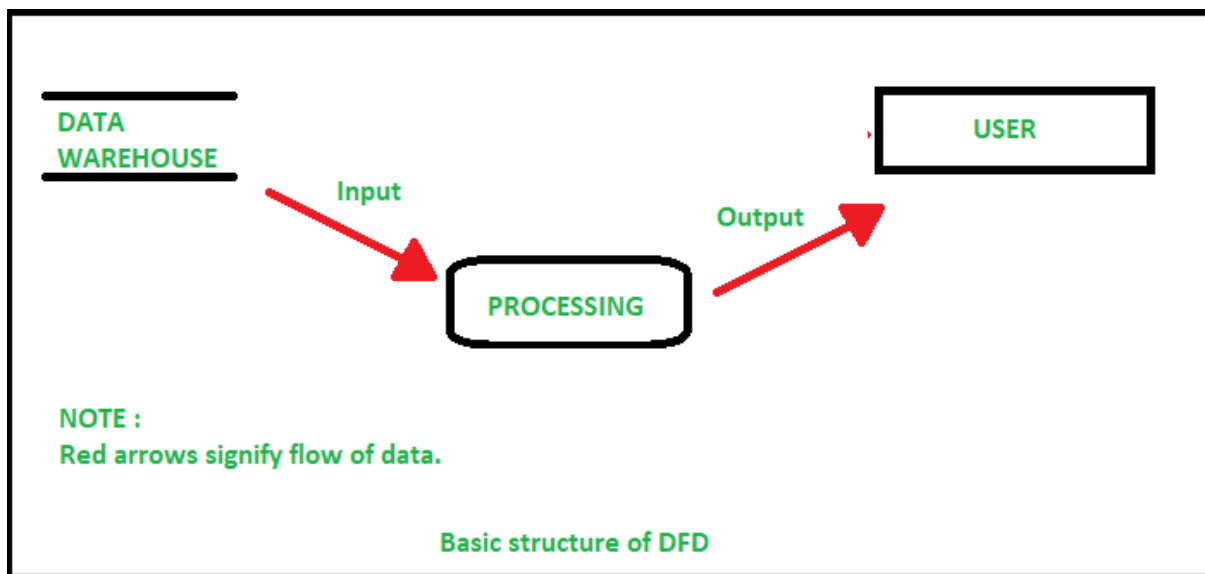 DATA
WAREHOUSE
USER
Input
Output
PROCESSING
NOTE :
Red arrows signify flow of data.
Basic structure of DFD